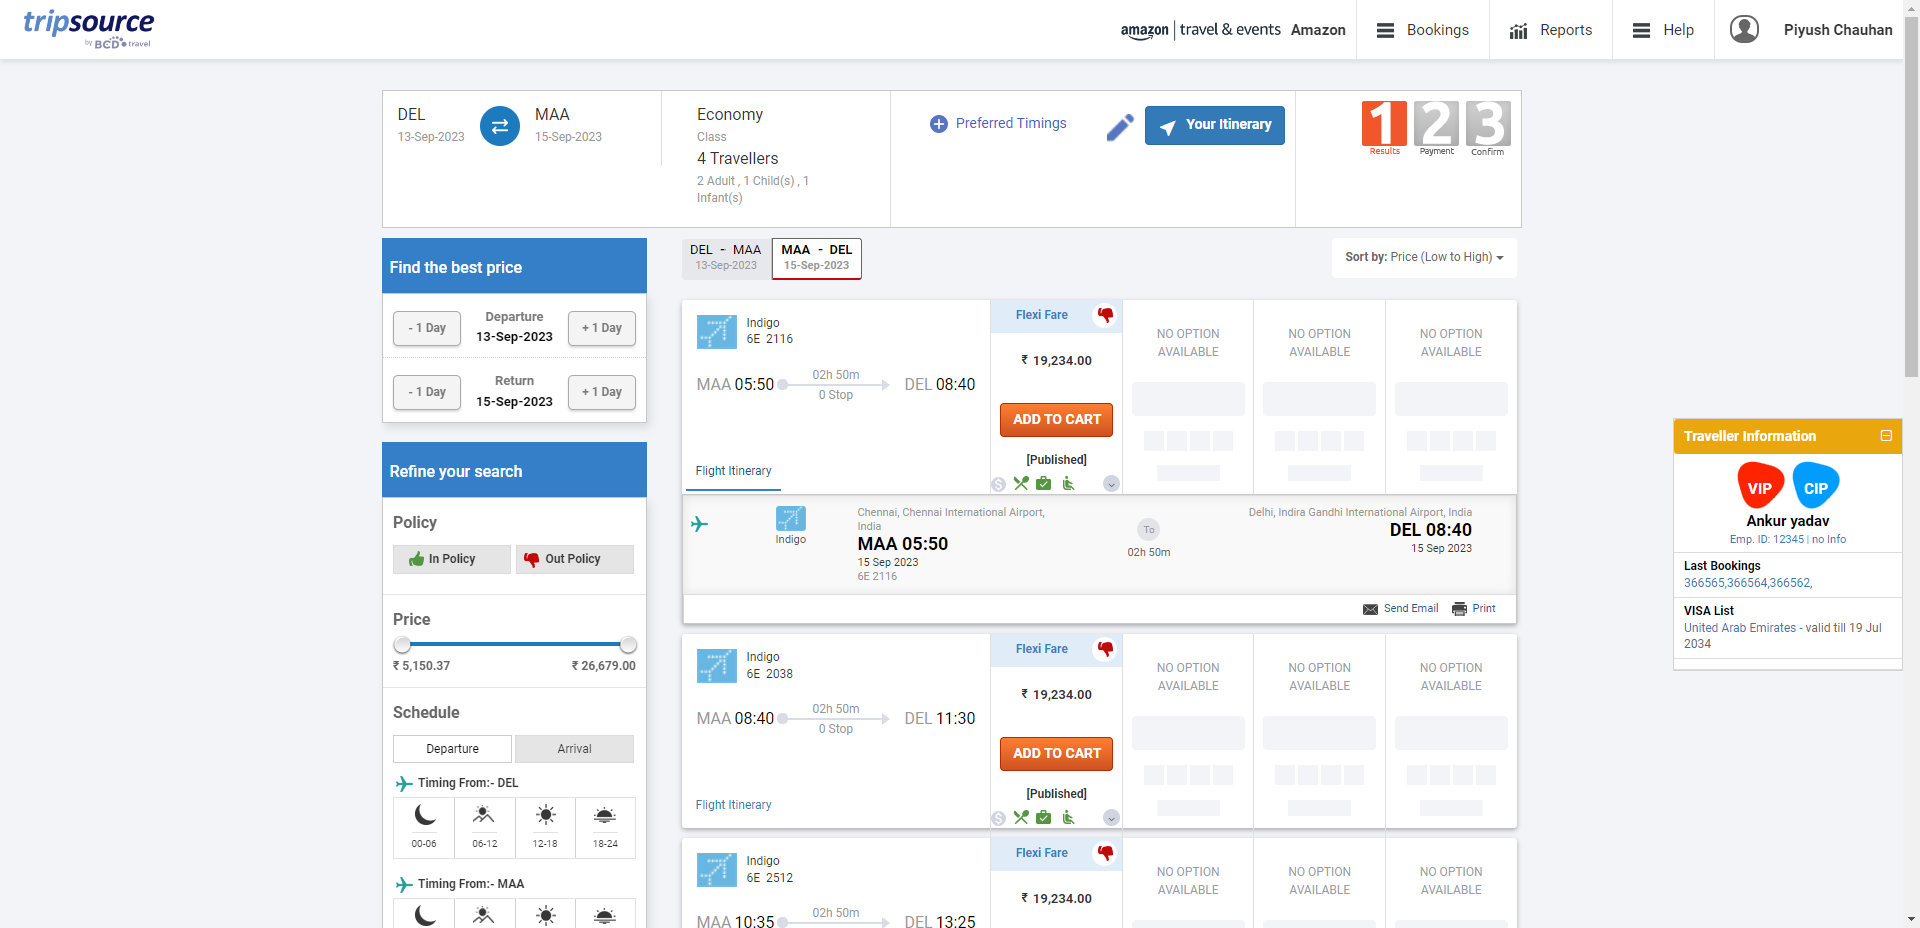 tripsource
by BCD travel
amazon | travel & events Amazon
Bookings
Reports
Help
Piyush Chauhan
DEL
13-Sep-2023
MAA
15-Sep-2023
Economy
Class
4 Travellers
2 Adult , 1 Child(s) , 1
Infant(s)
Preferred Timings
Your Itinerary
1
Results
2
Payment
3
Confirm
Find the best price
- 1 Day
Departure
13-Sep-2023
+ 1 Day
- 1 Day
Return
15-Sep-2023
+ 1 Day
Refine your search
Policy
In Policy
Out Policy
Price
₹ 5,150.37
₹ 26,679.00
Schedule
Departure
Arrival
Timing From:- DEL
00-06
06-12
12-18
18-24
Timing From:- MAA
DEL - MAA
13-Sep-2023
MAA - DEL
15-Sep-2023
Sort by: Price (Low to High)
Indigo
6E 2116
MAA 05:50
02h 50m
0 Stop
DEL 08:40
Flight Itinerary
Flexi Fare
₹ 19,234.00
ADD TO CART
[Published]
NO OPTION
AVAILABLE
NO OPTION
AVAILABLE
NO OPTION
AVAILABLE
Indigo
Chennai, Chennai International Airport,
India
MAA 05:50
15 Sep 2023
6E 2116
To
02h 50m
Delhi, Indira Gandhi International Airport, India
DEL 08:40
15 Sep 2023
Send Email
Print
Indigo
6E 2038
MAA 08:40
02h 50m
0 Stop
DEL 11:30
Flight Itinerary
Flexi Fare
₹ 19,234.00
ADD TO CART
[Published]
NO OPTION
AVAILABLE
NO OPTION
AVAILABLE
NO OPTION
AVAILABLE
Indigo
6E 2512
MAA 10:35
02h 50m
DEL 13:25
Flexi Fare
₹ 19,234.00
NO OPTION
AVAILABLE
NO OPTION
AVAILABLE
NO OPTION
AVAILABLE
Traveller Information
VIP
CIP
Ankur yadav
Emp. ID: 12345 | no Info
Last Bookings
366565,366564,366562,
VISA List
United Arab Emirates - valid till 19 Jul
2034